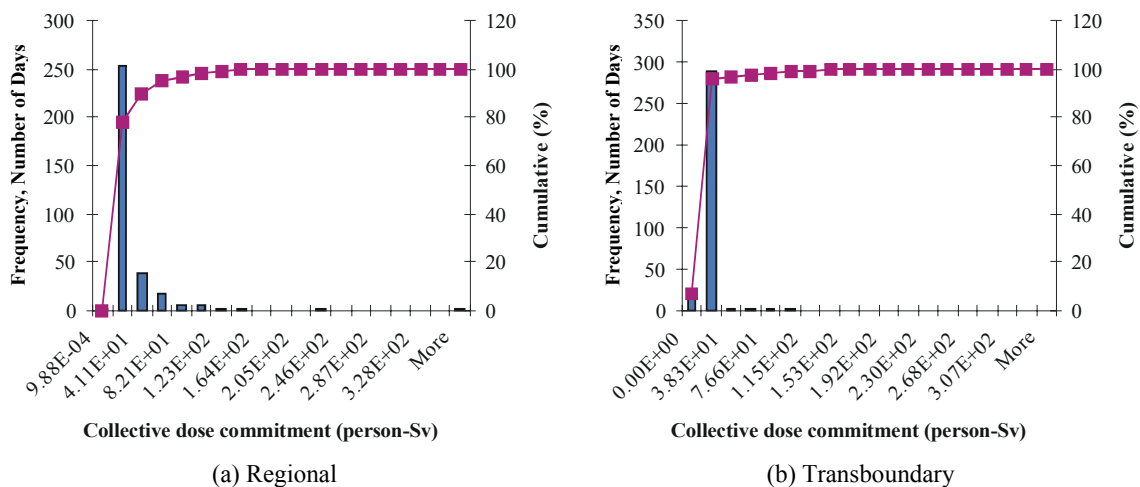 300
250
200
150
100
50
0
Frequency, Number of Days
120
100
80
60
40
20
0
Cumulative (%)
9.88E-04
4.11E+01
8.21E+01
1.23E+02
1.64E+02
2.05E+02
2.46E+02
2.87E+02
3.28E+02
More
Collective dose commitment (person-Sv)
(a) Regional
350
300
250
200
150
100
50
0
Frequency, Number of Days
120
100
80
60
40
20
0
Cumulative (%)
0.00E+00
3.83E+01
7.66E+01
1.15E+02
1.53E+02
1.92E+02
2.30E+02
2.68E+02
3.07E+02
More
Collective dose commitment (person-Sv)
(b) Transboundary